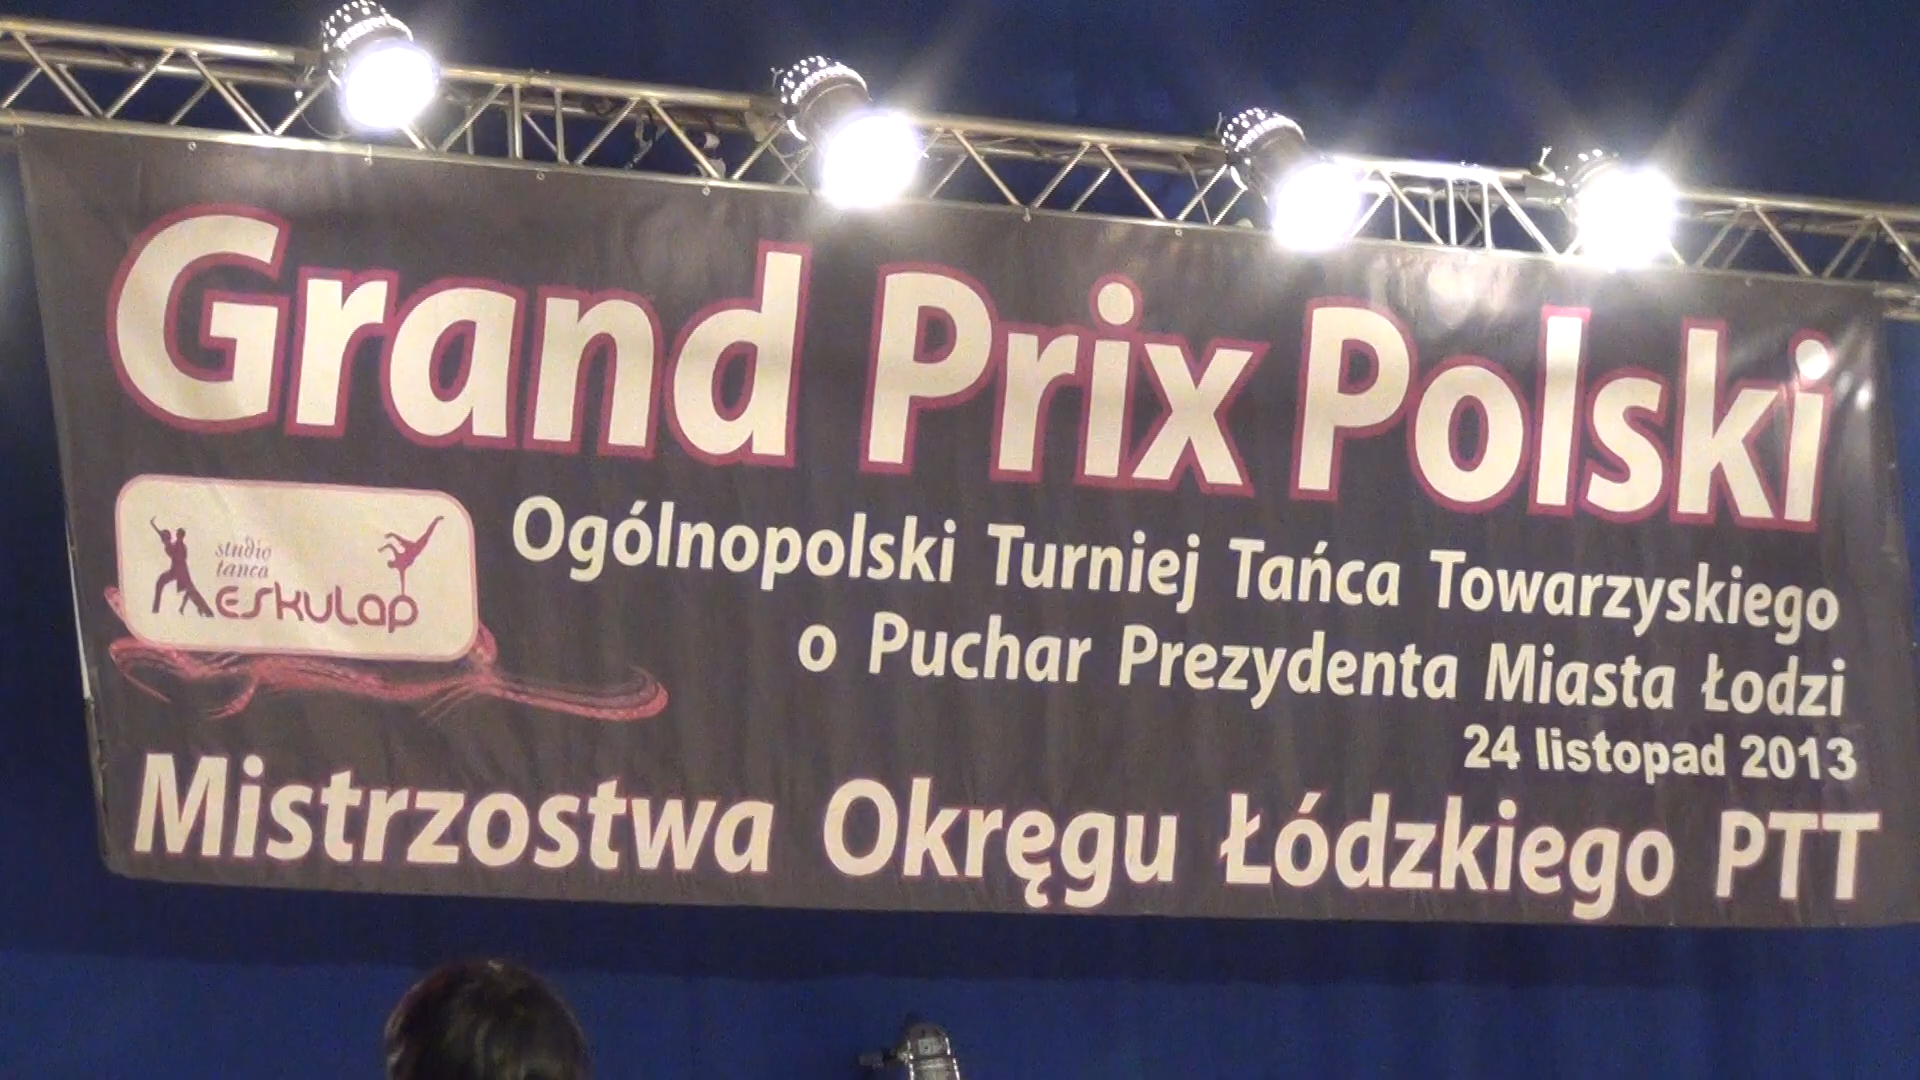 Grand Prix Polski
studio
tańca
eskulap
Ogólnopolski Turniej Tańca Towarzyskiego
o Puchar Prezydenta Miasta Łodzi
24 listopad 2013
Mistrzostwa Okręgu Łódzkiego PTT